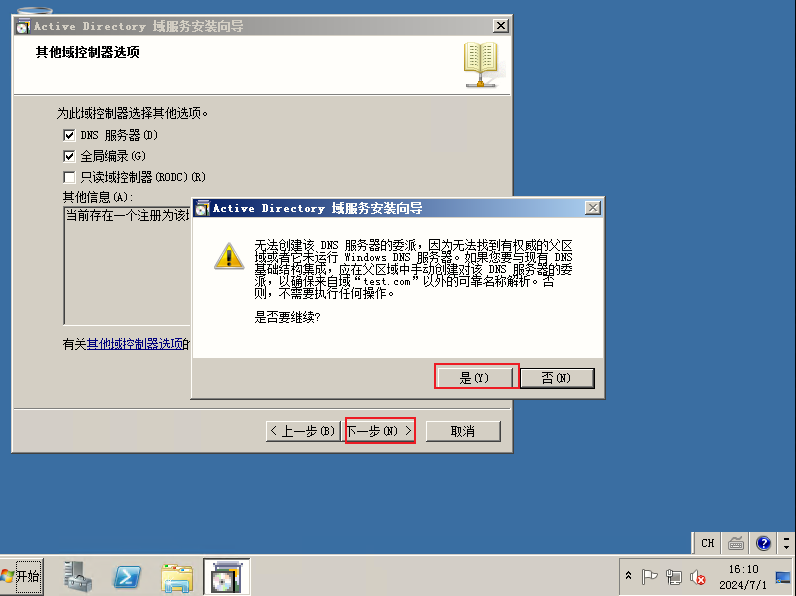 Active Directory 域服务安装向导
其他域控制器选项
为此域控制器选择其他选项。
DNS 服务器(D)
全局编录(G)
只读域控制器(RODC)(R)
其他信息(A):
当前存在一个注册为该域
Active Directory 域服务安装向导
无法创建该 DNS 服务器的委派，因为无法找到有权威的父区
域或者它未运行 Windows DNS 服务器。如果您要与现有 DNS
基础结构集成，应在父区域中手动创建对该 DNS 服务器的委
派，以确保来自域“test.com”以外的可靠名称解析。否
则，不需要执行任何操作。
是否要继续?
是(Y)
否(N)
有关其他域控制器选项的
< 上一步(B)
下一步(N) >
取消
CH
开始
16:10
2024/7/1